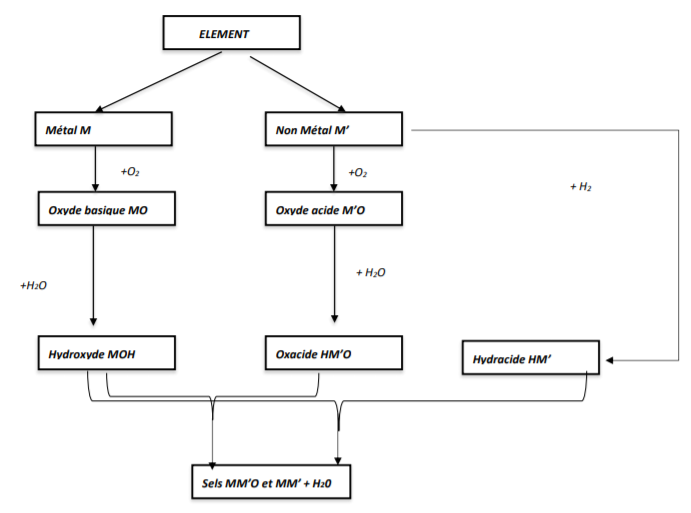 ELEMENT
Métal M
Non Métal M’
+O₂
+O₂
+ H₂
Oxyde basique MO
Oxyde acide M’O
+H₂O
+ H₂O
Hydroxyde MOH
Oxacide HM’O
Hydracide HM’
Sels MM’O et MM’ + H₂0